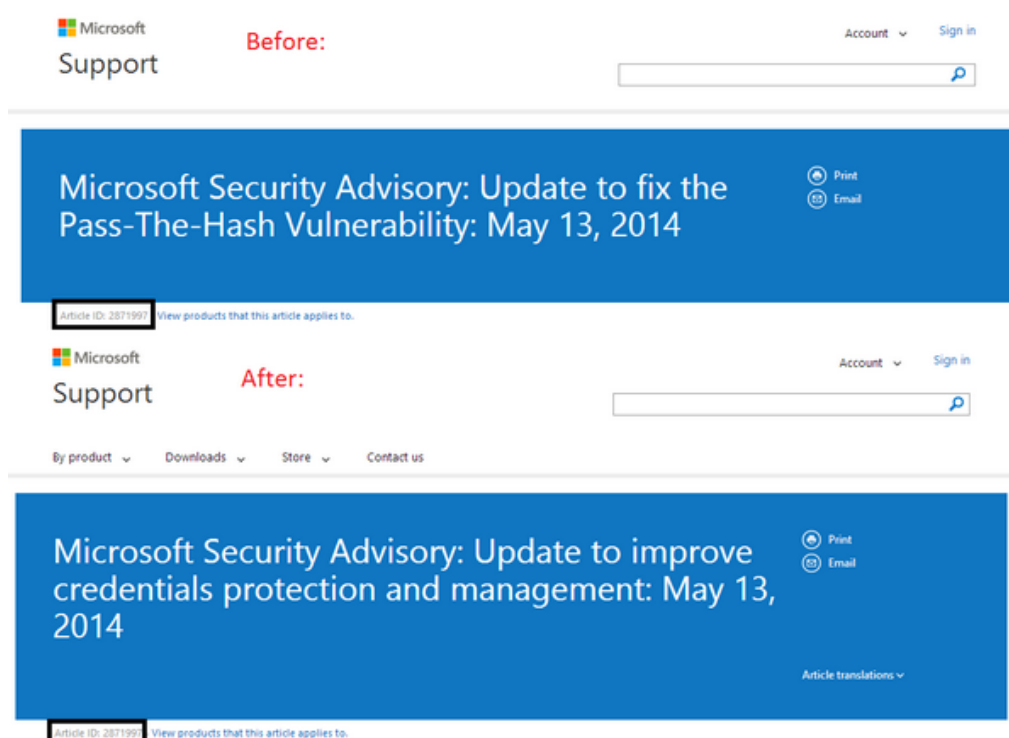 Microsoft
Support
Before:
Account
Sign in
Microsoft Security Advisory: Update to fix the
Pass-The-Hash Vulnerability: May 13, 2014
Print
Email
Article ID: 2871997
View products that this article applies to.
Microsoft
Support
After:
Account
Sign in
By product
Downloads
Store
Contact us
Microsoft Security Advisory: Update to improve
credentials protection and management: May 13,
2014
Print
Email
Article translations
Article ID: 2871997
View products that this article applies to.